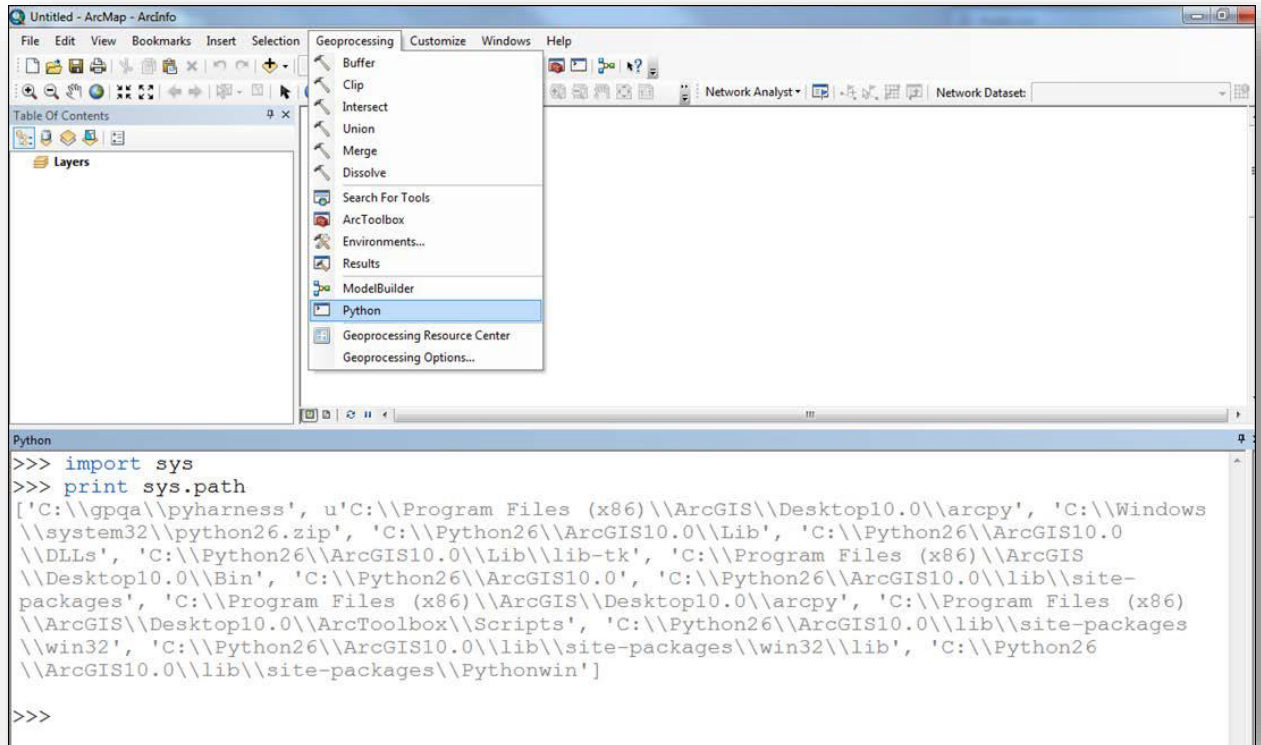 Untitled - ArcMap - ArcInfo
File Edit View Bookmarks Insert Selection Geoprocessing Customize Windows Help
Buffer
Clip
Intersect
Union
Merge
Dissolve
Search For Tools
ArcToolbox
Environments...
Results
ModelBuilder
Python
Geoprocessing Resource Center
Geoprocessing Options...
Network Analyst
Network Dataset:
Table Of Contents
Layers
Python
>>> import sys
>>> print sys.path
['C:\\gpqa\\pyharness', u'C:\\Program Files (x86)\\ArcGIS\\Desktop10.0\\arcpy', 'C:\\Windows
\\system32\\python26.zip', 'C:\\Python26\\ArcGIS10.0\\Lib', 'C:\\Python26\\ArcGIS10.0
\\DLLs', 'C:\\Python26\\ArcGIS10.0\\Lib\\lib-tk', 'C:\\Program Files (x86)\\ArcGIS
\\Desktop10.0\\Bin', 'C:\\Python26\\ArcGIS10.0', 'C:\\Python26\\ArcGIS10.0\\lib\\site-
packages', 'C:\\Program Files (x86)\\ArcGIS\\Desktop10.0\\arcpy', 'C:\\Program Files (x86)
\\ArcGIS\\Desktop10.0\\ArcToolbox\\Scripts', 'C:\\Python26\\ArcGIS10.0\\lib\\site-packages
\\win32', 'C:\\Python26\\ArcGIS10.0\\lib\\site-packages\\win32\\lib', 'C:\\Python26
\\ArcGIS10.0\\lib\\site-packages\\Pythonwin']
>>>